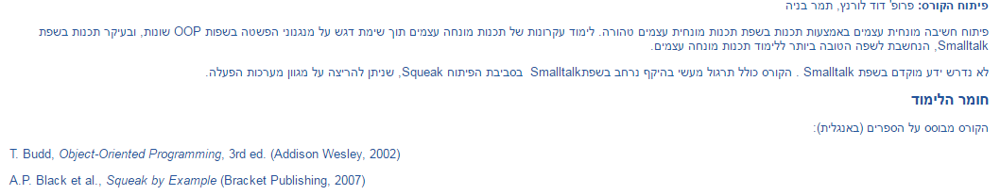 פיתוח הקורס: פרופ' דוד לורנץ, תמר בניה
פיתוח חשיבה מונחית עצמים באמצעות תכנות בשפת תכנות מונחית עצמים טהורה. לימוד עקרונות של תכנות מונחה עצמים תוך שימת דגש על מנגנוני הפשטה בשפות OOP שונות, ובעיקר תכנות בשפת
Smalltalk, הנחשבת לשפה הטובה ביותר ללימוד תכנות מונחה עצמים.
לא נדרש ידע מוקדם בשפת Smalltalk . הקורס כולל תרגול מעשי בהיקף נרחב בשפתSmalltalk בסביבת הפיתוח Squeak, שניתן להריצה על מגוון מערכות הפעלה.
חומר הלימוד
הקורס מבוסס על הספרים (באנגלית):
T. Budd, Object-Oriented Programming, 3rd ed. (Addison Wesley, 2002)
A.P. Black et al., Squeak by Example (Bracket Publishing, 2007)